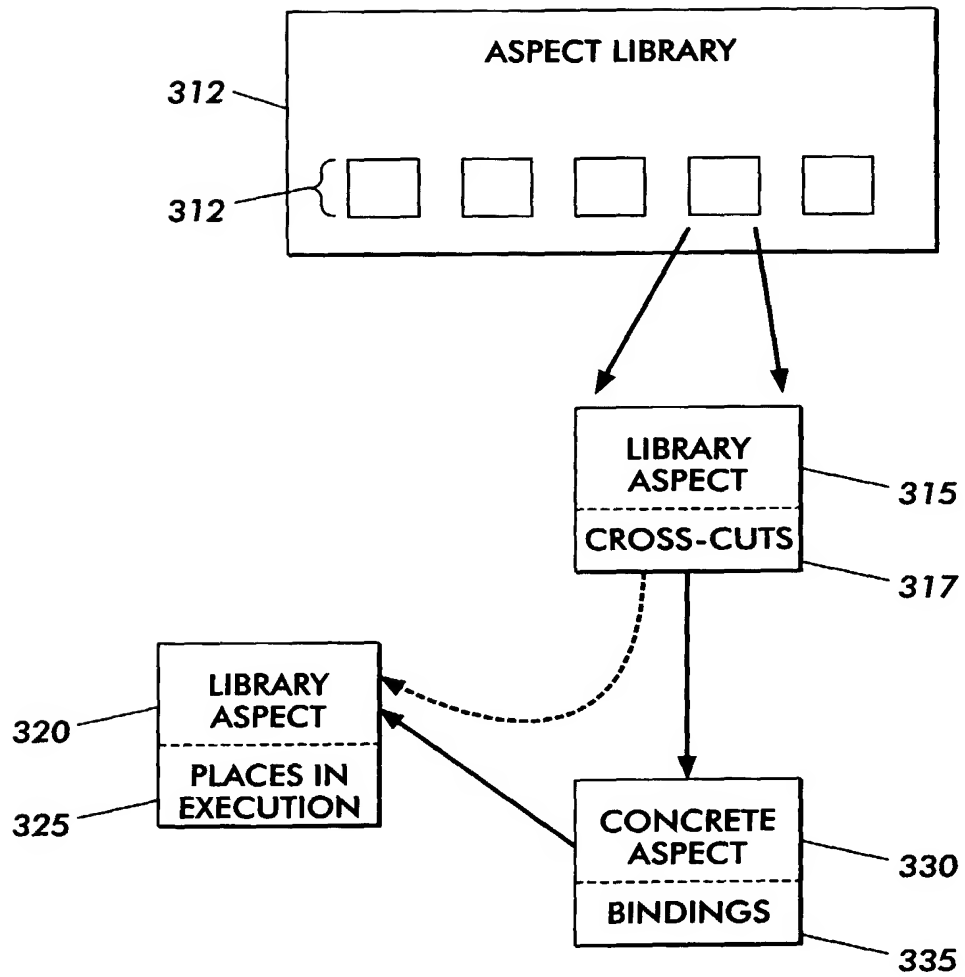 ASPECT LIBRARY
312
312
LIBRARY
ASPECT
315
CROSS-CUTS
317
LIBRARY
ASPECT
320
PLACES IN
EXECUTION
325
CONCRETE
ASPECT
330
BINDINGS
335